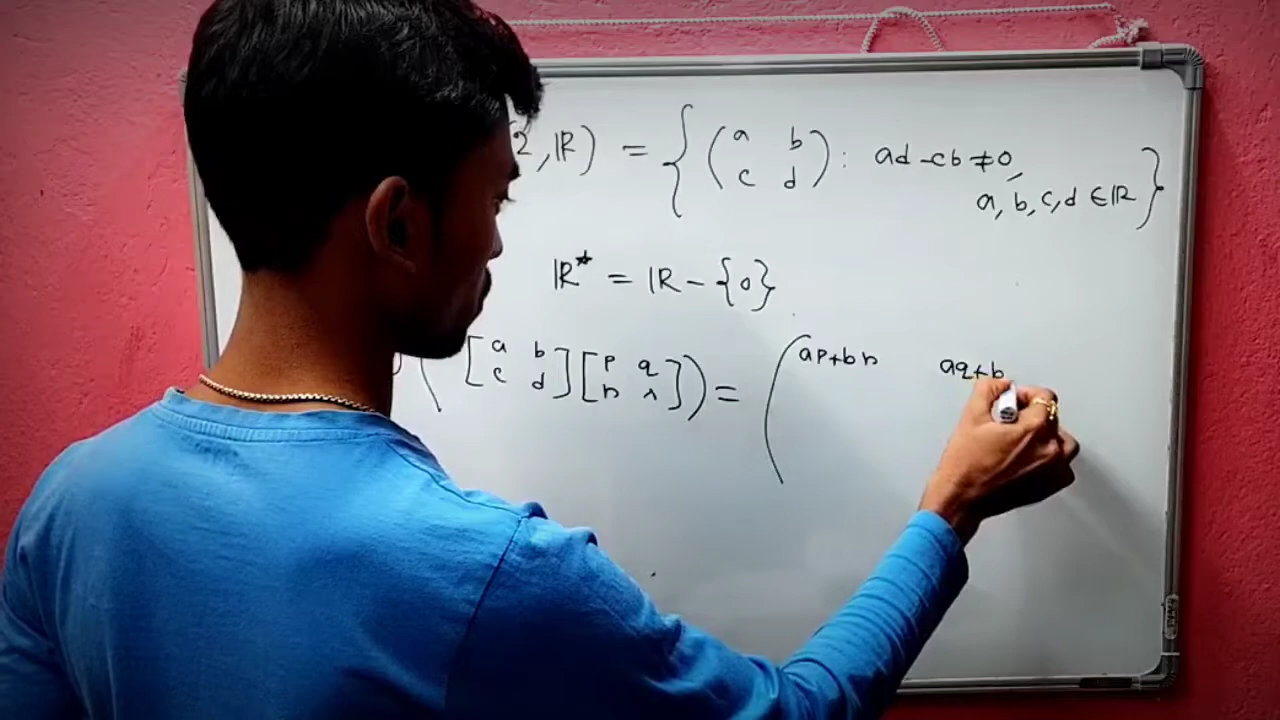 2, ℝ) = { ( a b c d ) : ad - cb ≠ 0, a, b, c, d ∈ ℝ }
ℝ* = ℝ - {0}
( [ a b c d ] [ p q r s ] ) = ( ap+br aq+b